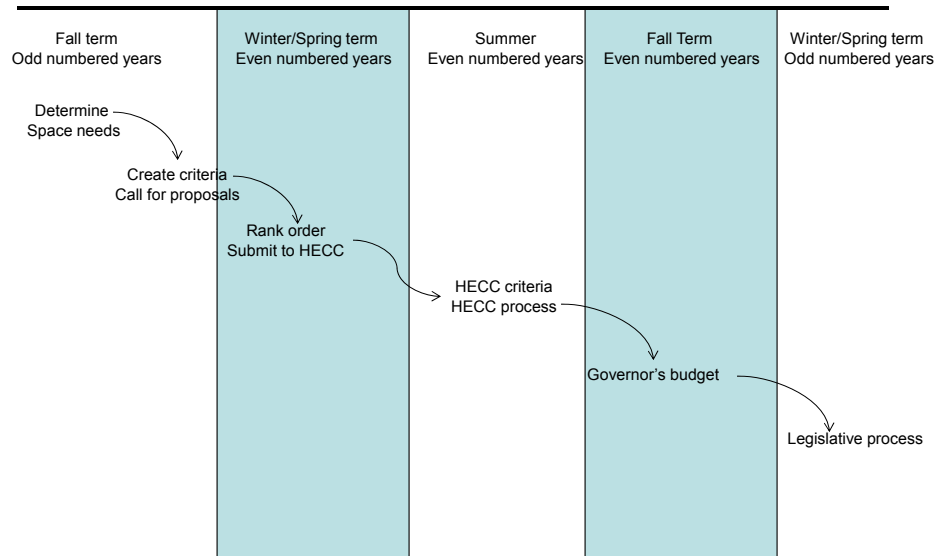 Fall term
Odd numbered years
Winter/Spring term
Even numbered years
Summer
Even numbered years
Fall Term
Even numbered years
Winter/Spring term
Odd numbered years
Determine
Space needs
Create criteria
Call for proposals
Rank order
Submit to HECC
HECC criteria
HECC process
Governor's budget
Legislative process